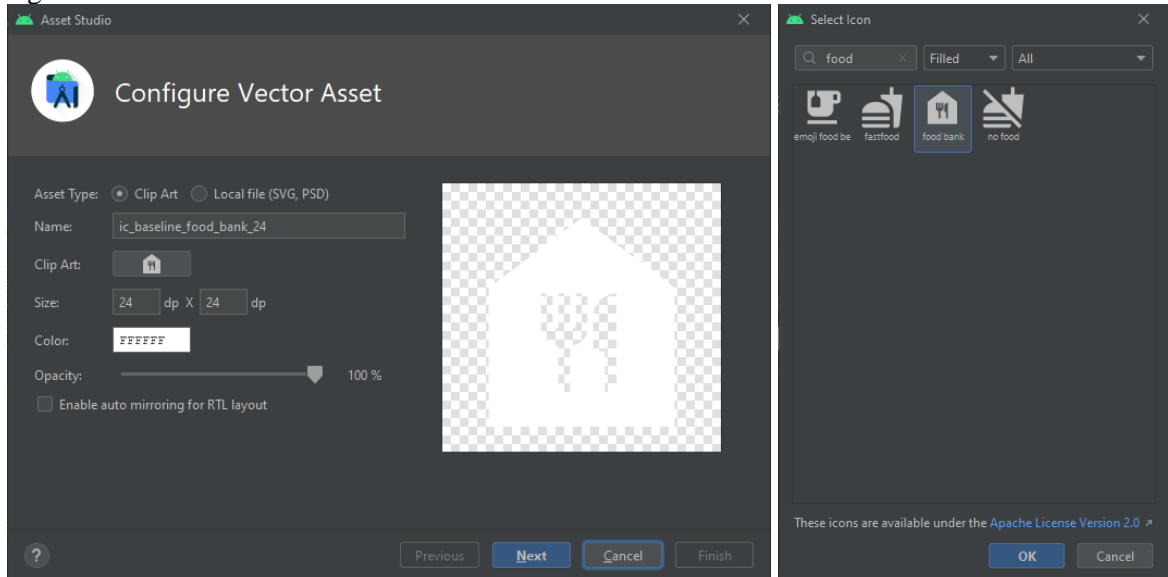 Asset Studio
Configure Vector Asset
Asset Type: Clip Art Local file (SVG, PSD)
Name: ic_baseline_food_bank_24
Clip Art:
Size: 24 dp X 24 dp
Color: FFFFFF
Opacity: 100 %
Enable auto mirroring for RTL layout
? Previous Next Cancel Finish
Select Icon
food Filled All
emoji food be fastfood food bank no food
These icons are available under the Apache License Version 2.0
OK Cancel